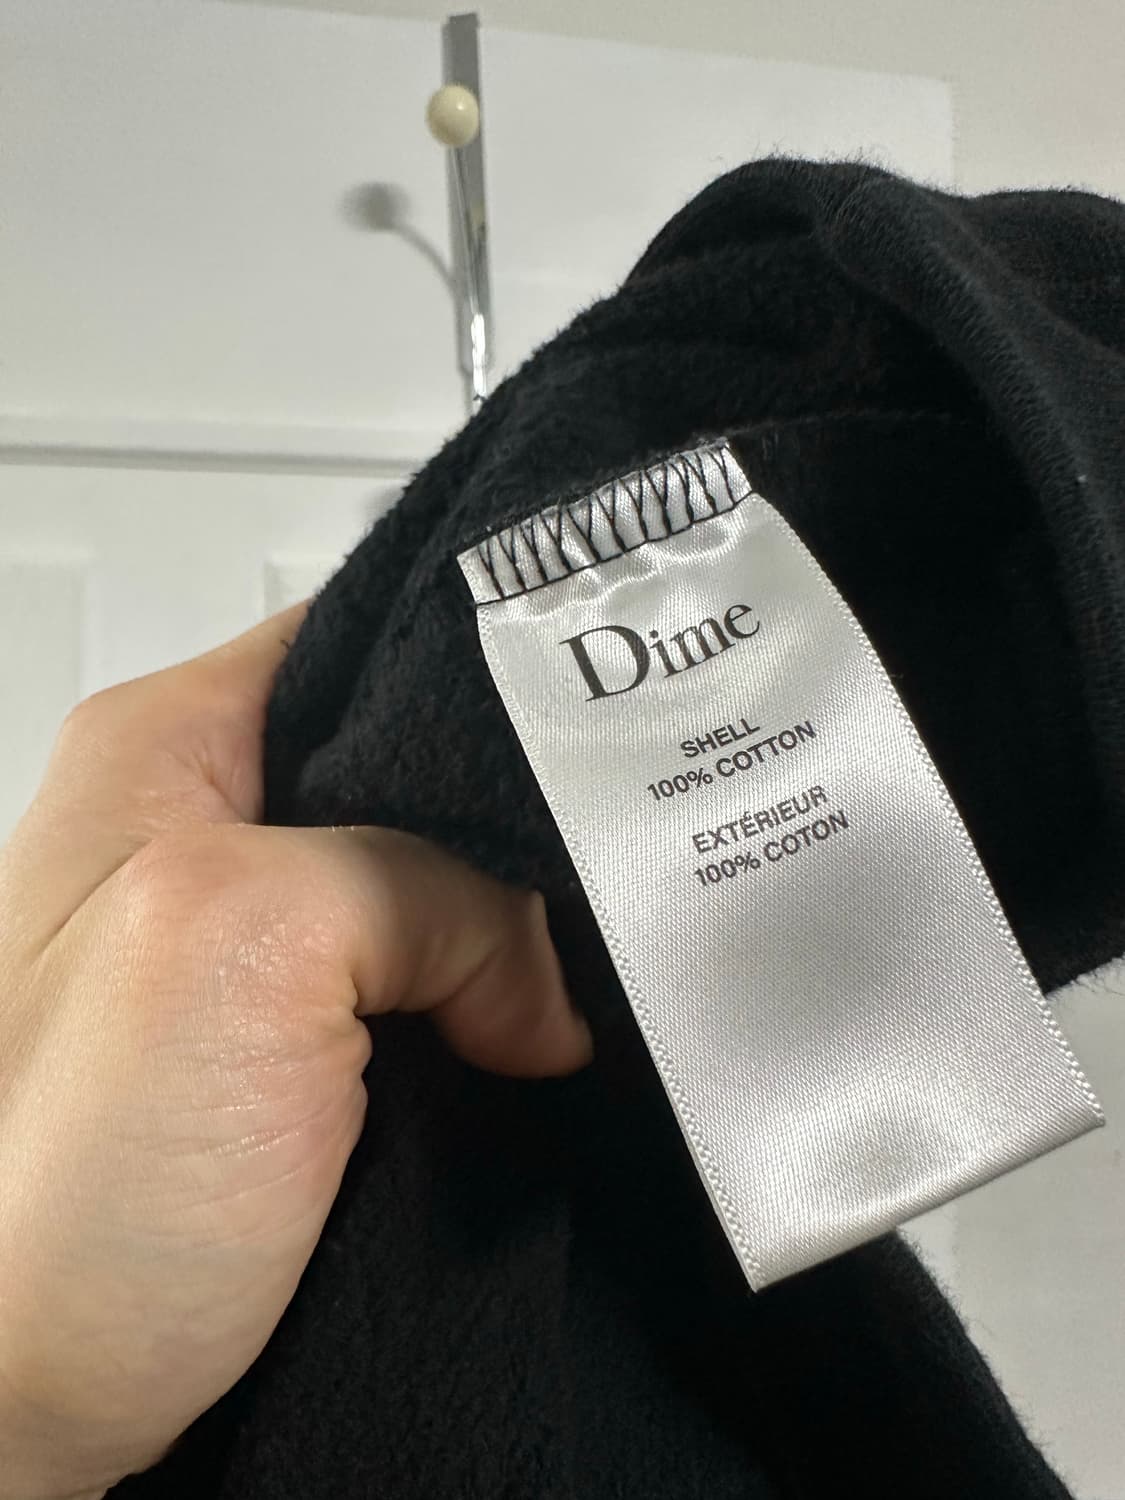 Dime
SHELL
100% COTTON
EXTÉRIEUR
100% COTON